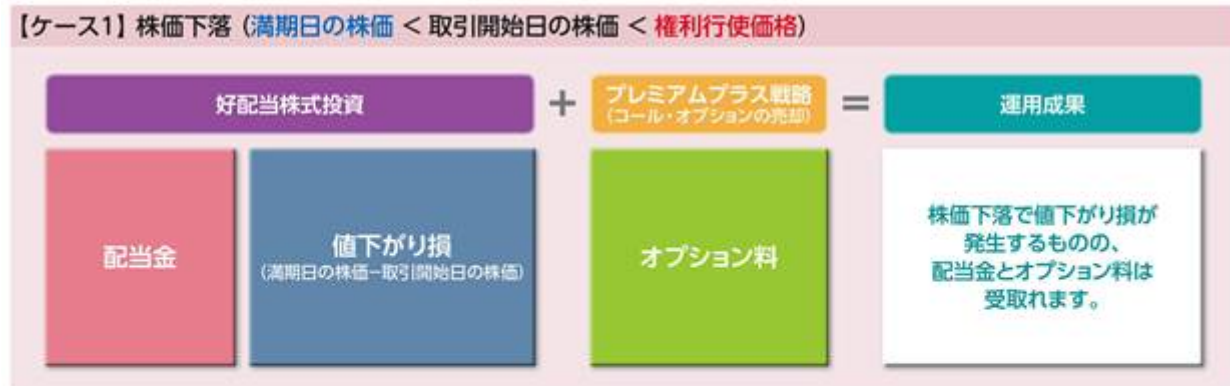 【ケース1】株価下落（満期日の株価 < 取引開始日の株価 < 権利行使価格）
好配当株式投資
+
プレミアムプラス戦略
（コール・オプションの売却）
=
運用成果
配当金
値下がり損
（満期日の株価−取引開始日の株価）
オプション料
株価下落で値下がり損が
発生するものの、
配当金とオプション料は
受取れます。